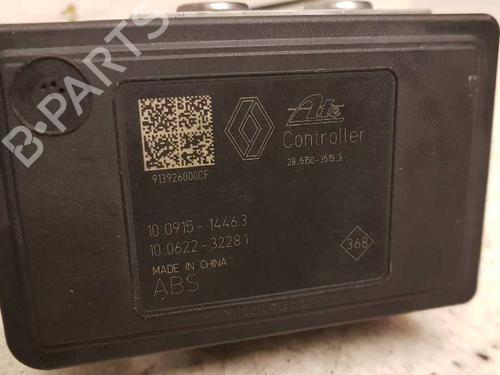 B-PARTS
Ate
Controller
28.5150-3515.3
913926000CF
10.0915-1446.3
10.0622-3228.1
MADE IN CHINA
ABS
368